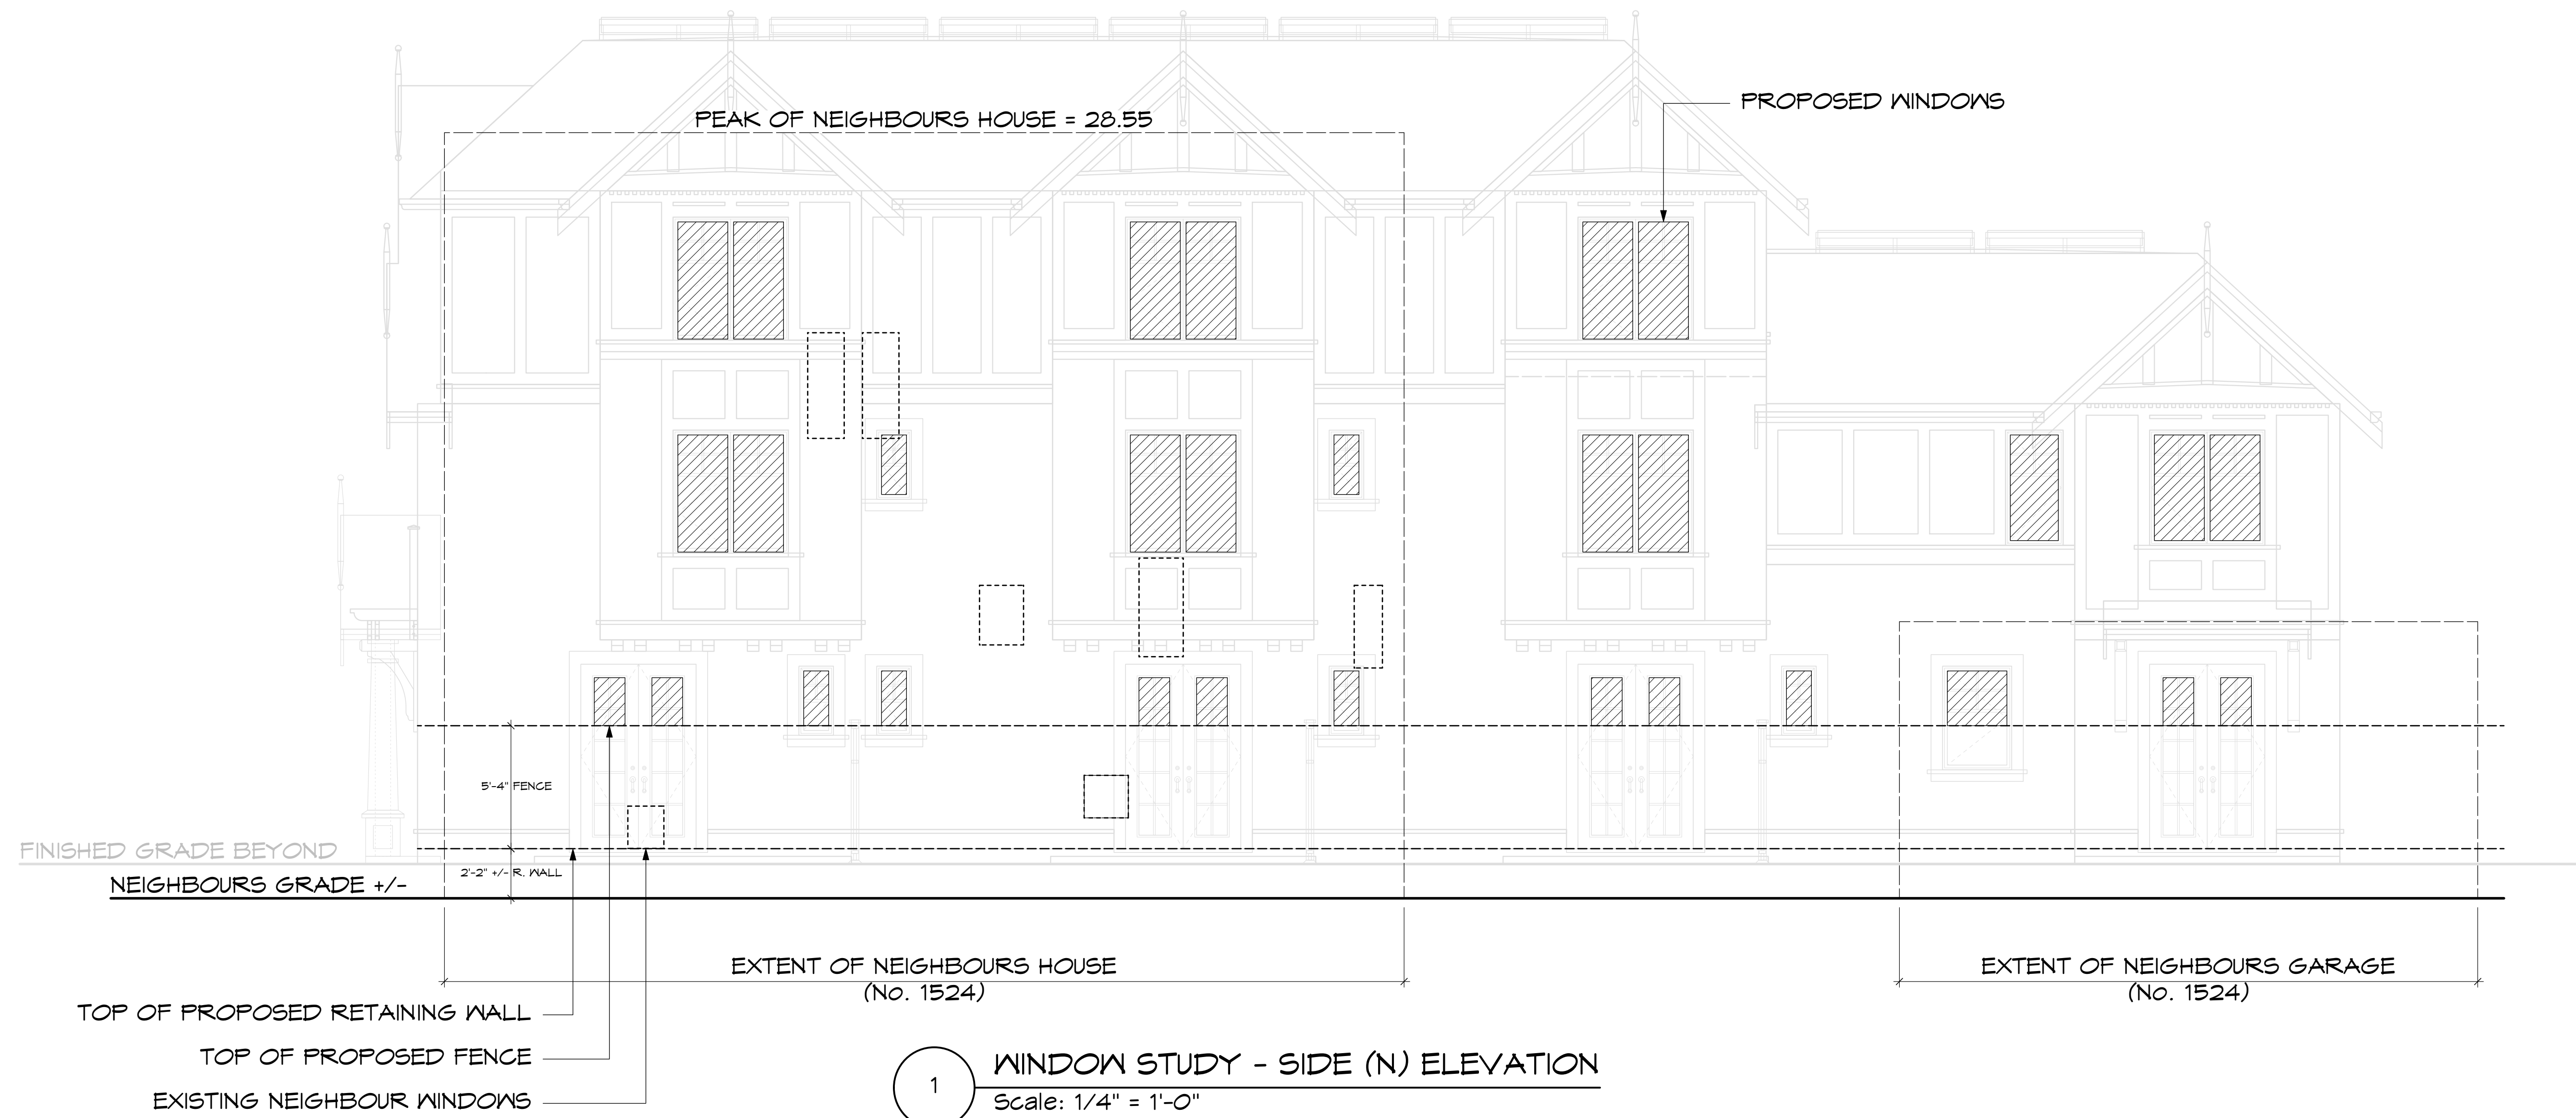 PROPOSED WINDOWS
PEAK OF NEIGHBOURS HOUSE = 28.55
5'-4" FENCE
FINISHED GRADE BEYOND
2'-2" +/- R. WALL
NEIGHBOURS GRADE +/-
EXTENT OF NEIGHBOURS HOUSE
(No. 1524)
EXTENT OF NEIGHBOURS GARAGE
(No. 1524)
TOP OF PROPOSED RETAINING WALL
TOP OF PROPOSED FENCE
EXISTING NEIGHBOUR WINDOWS
1
WINDOW STUDY - SIDE (N) ELEVATION
Scale: 1/4" = 1'-0"